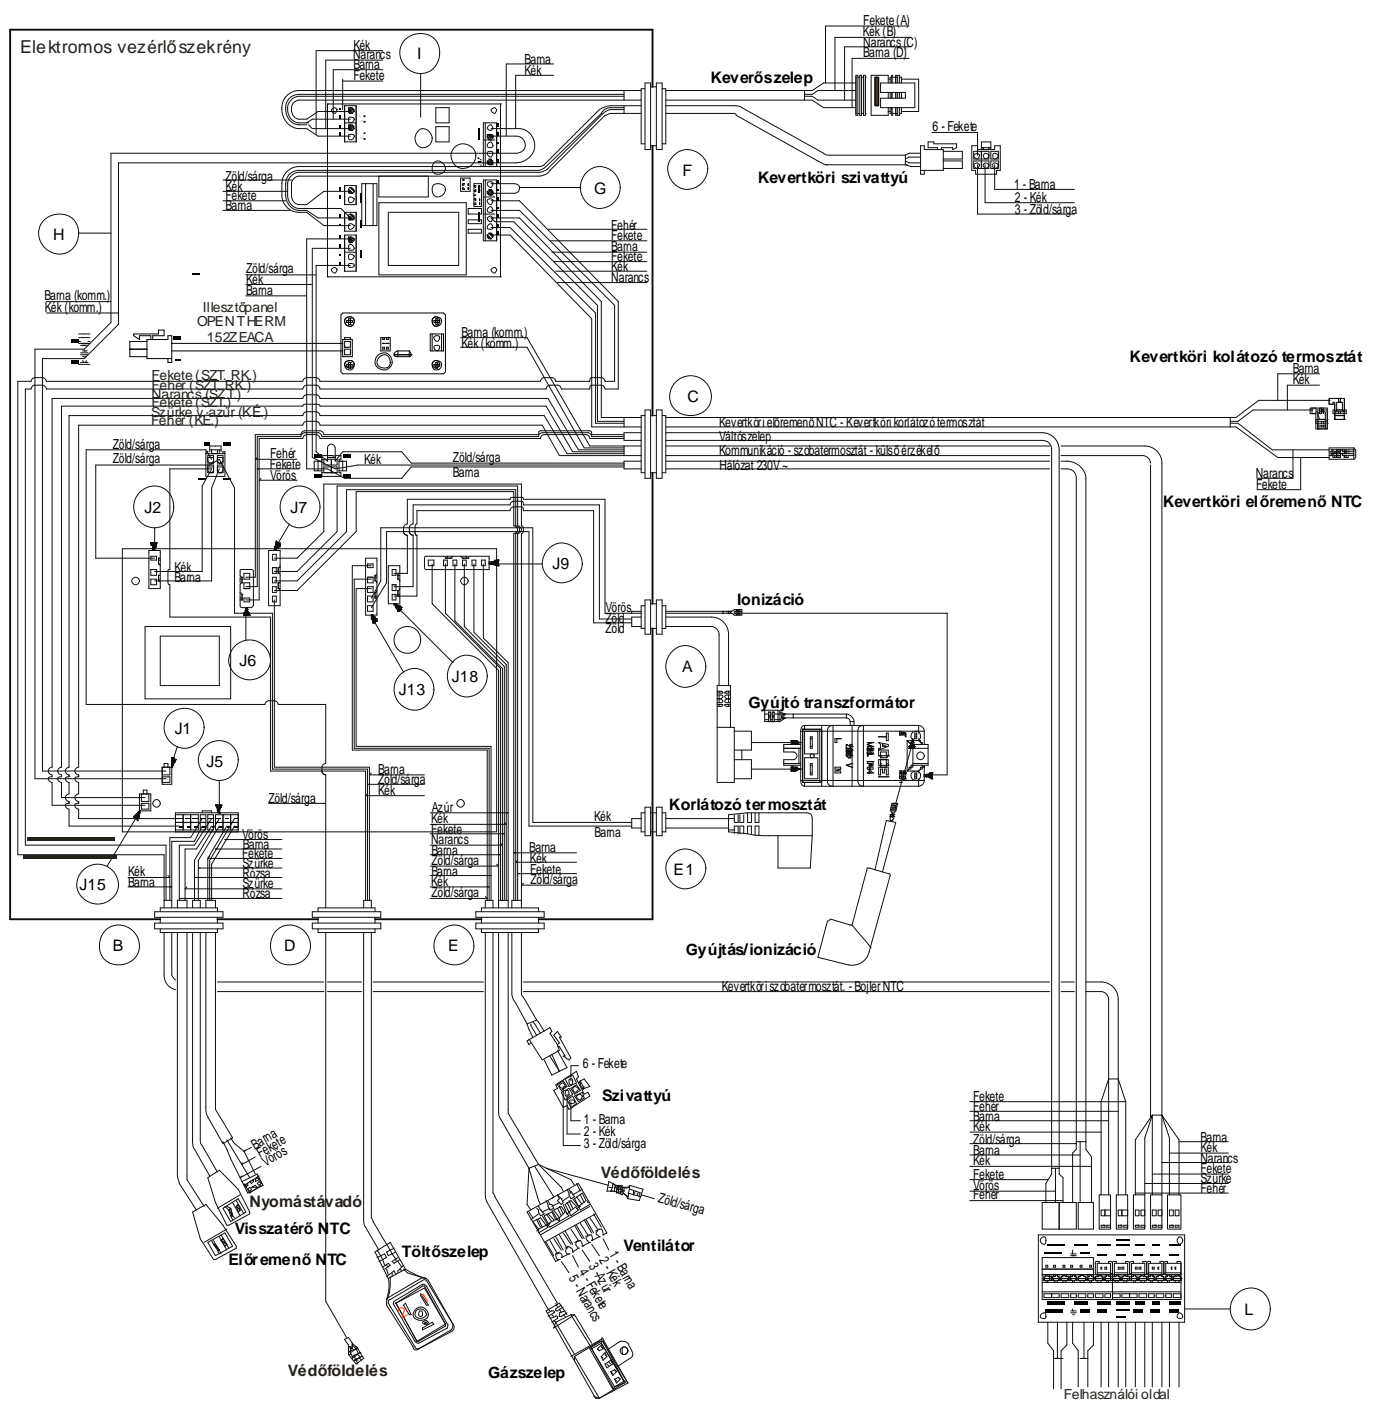 Elektromos vezérlőszekrény
Kék
Narancs
Barna
Fekete
I
Barna
Kék
Fekete (A)
Kék (B)
Narancs (C)
Barna (D)
Keverőszelep
6 - Fekete
F
Kevertköri szivattyú
1 - Barna
2 - Kék
3 - Zöld/sárga
Zöld/sárga
Kék
Fekete
Barna
G
H
Fehér
Fekete
Barna
Fekete
Kék
Narancs
Zöld/sárga
Kék
Barna
Barna (komm.)
Kék (komm.)
Illesztőpanel
OPENTHERM
152ZEACA
Barna (komm.)
Kék (komm.)
Kevertköri kolátozó termosztát
Barna
Kék
Fekete (SZT. RK.)
Fehér (SZT. RK.)
Narancs (SZT.)
Fekete (SZT.)
Szürke v. azúr (KÉ.)
Fehér (KÉ.)
C
Kevertköri előremenő NTC - Kevertköri korlátozó termosztát
Váltószelep
Kommunikáció - szobatermosztát - külső érzékelő
Hálózat 230V ~
Zöld/sárga
Zöld/sárga
Fehér
Fekete
Vörös
Kék
Zöld/sárga
Barna
Narancs
Fekete
Kevertköri előremenő NTC
J2
J7
J9
Kék
Barna
J6
J13
J18
Vörös
Zöld
Zöld
Ionizáció
A
Gyújtó transzformátor
J1
J5
Barna
Zöld/sárga
Kék
Zöld/sárga
Azúr
Kék
Fekete
Narancs
Barna
Zöld/sárga
Barna
Kék
Zöld/sárga
Kék
Barna
Korlátozó termosztát
E1
Vörös
Barna
Fekete
Szürke
Rózsa
Szürke
Rózsa
Kék
Barna
J15
Barna
Kék
Fekete
Zöld/sárga
B
D
E
Gyújtás/ionizáció
Kevertköri szobatermosztát. - Bojler NTC
6 - Fekete
Szivattyú
1 - Barna
2 - Kék
3 - Zöld/sárga
Barna
Fekete
Vörös
Nyomástávadó
Visszatérő NTC
Előremenő NTC
Töltőszelep
Védőföldelés
Zöld/sárga
Ventilátor
1 - Barna
2 - Kék
3 - Azúr
4 - Fekete
5 - Narancs
Védőföldelés
Gázszelep
Fekete
Fehér
Barna
Kék
Zöld/sárga
Barna
Kék
Fekete
Vörös
Fehér
Barna
Kék
Narancs
Fekete
Szürke
Fehér
L
Felhasználói oldal